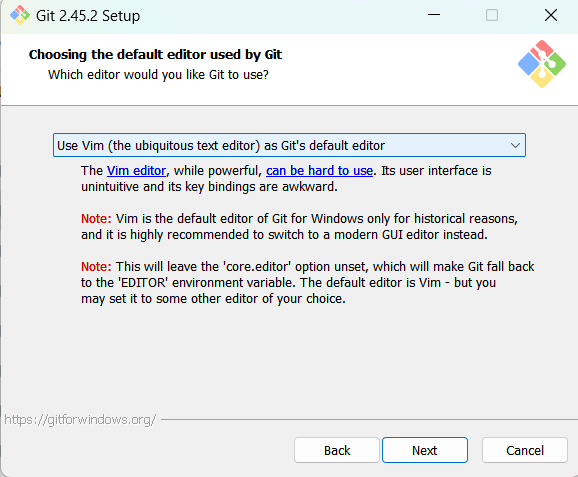 Git 2.45.2 Setup
Choosing the default editor used by Git
Which editor would you like Git to use?
Use Vim (the ubiquitous text editor) as Git's default editor
The Vim editor, while powerful, can be hard to use. Its user interface is
unintuitive and its key bindings are awkward.
Note: Vim is the default editor of Git for Windows only for historical reasons,
and it is highly recommended to switch to a modern GUI editor instead.
Note: This will leave the 'core.editor' option unset, which will make Git fall back
to the 'EDITOR' environment variable. The default editor is Vim - but you
may set it to some other editor of your choice.
https://gitforwindows.org/
Back Next Cancel